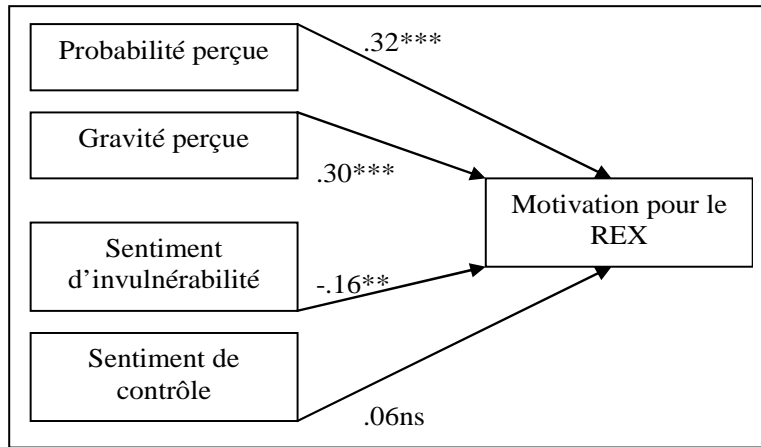 Probabilité perçue
.32***
Gravité perçue
.30***
Motivation pour le
REX
Sentiment
d'invulnérabilité
-.16**
Sentiment de
contrôle
.06ns